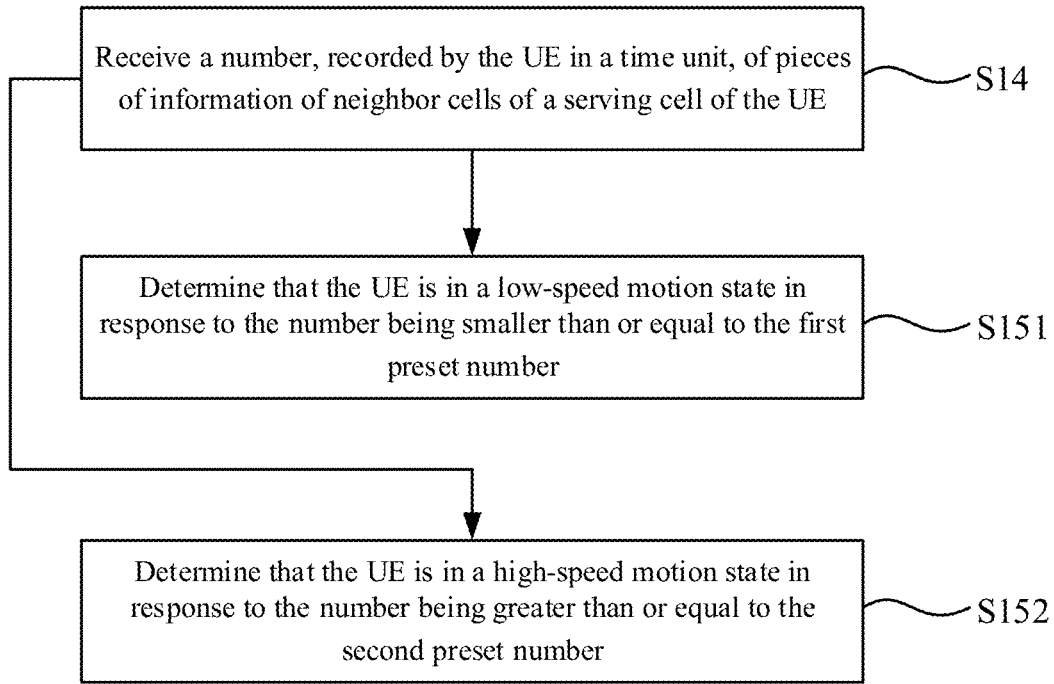 Receive a number, recorded by the UE in a time unit, of pieces
of information of neighbor cells of a serving cell of the UE
S14
Determine that the UE is in a low-speed motion state in
response to the number being smaller than or equal to the first
preset number
S151
Determine that the UE is in a high-speed motion state in
response to the number being greater than or equal to the
second preset number
S152